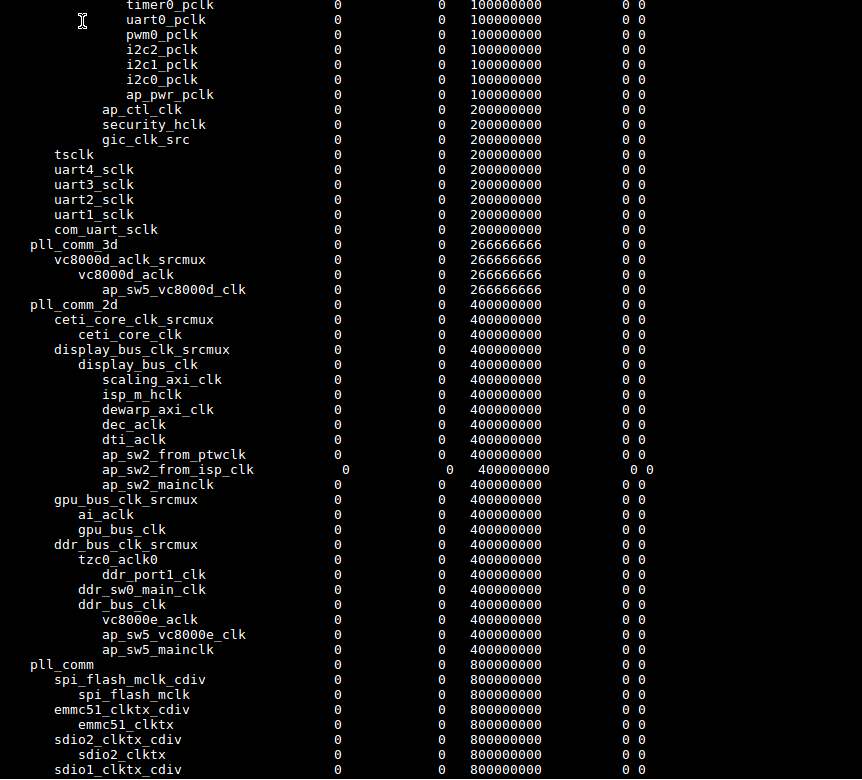 timer0_pclk 0 0 100000000 0 0
uart0_pclk 0 0 100000000 0 0
pwm0_pclk 0 0 100000000 0 0
i2c2_pclk 0 0 100000000 0 0
i2c1_pclk 0 0 100000000 0 0
i2c0_pclk 0 0 100000000 0 0
ap_pwr_pclk 0 0 100000000 0 0
ap_ctl_clk 0 0 200000000 0 0
security_hclk 0 0 200000000 0 0
gic_clk_src 0 0 200000000 0 0
tsclk 0 0 200000000 0 0
uart4_sclk 0 0 200000000 0 0
uart3_sclk 0 0 200000000 0 0
uart2_sclk 0 0 200000000 0 0
uart1_sclk 0 0 200000000 0 0
com_uart_sclk 0 0 200000000 0 0
pll_comm_3d 0 0 266666666 0 0
vc8000d_aclk_srcmux 0 0 266666666 0 0
vc8000d_aclk 0 0 266666666 0 0
ap_sw5_vc8000d_clk 0 0 266666666 0 0
pll_comm_2d 0 0 400000000 0 0
ceti_core_clk_srcmux 0 0 400000000 0 0
ceti_core_clk 0 0 400000000 0 0
display_bus_clk_srcmux 0 0 400000000 0 0
display_bus_clk 0 0 400000000 0 0
scaling_axi_clk 0 0 400000000 0 0
isp_m_hclk 0 0 400000000 0 0
dewarp_axi_clk 0 0 400000000 0 0
dec_aclk 0 0 400000000 0 0
dti_aclk 0 0 400000000 0 0
ap_sw2_from_ptwclk 0 0 400000000 0 0
ap_sw2_from_isp_clk 0 0 400000000 0 0
ap_sw2_mainclk 0 0 400000000 0 0
gpu_bus_clk_srcmux 0 0 400000000 0 0
ai_aclk 0 0 400000000 0 0
gpu_bus_clk 0 0 400000000 0 0
ddr_bus_clk_srcmux 0 0 400000000 0 0
tzc0_aclk0 0 0 400000000 0 0
ddr_port1_clk 0 0 400000000 0 0
ddr_sw0_main_clk 0 0 400000000 0 0
ddr_bus_clk 0 0 400000000 0 0
vc8000e_aclk 0 0 400000000 0 0
ap_sw5_vc8000e_clk 0 0 400000000 0 0
ap_sw5_mainclk 0 0 400000000 0 0
pll_comm 0 0 800000000 0 0
spi_flash_mclk_cdiv 0 0 800000000 0 0
spi_flash_mclk 0 0 800000000 0 0
emmc51_clktx_cdiv 0 0 800000000 0 0
emmc51_clktx 0 0 800000000 0 0
sdio2_clktx_cdiv 0 0 800000000 0 0
sdio2_clktx 0 0 800000000 0 0
sdio1_clktx_cdiv 0 0 800000000 0 0